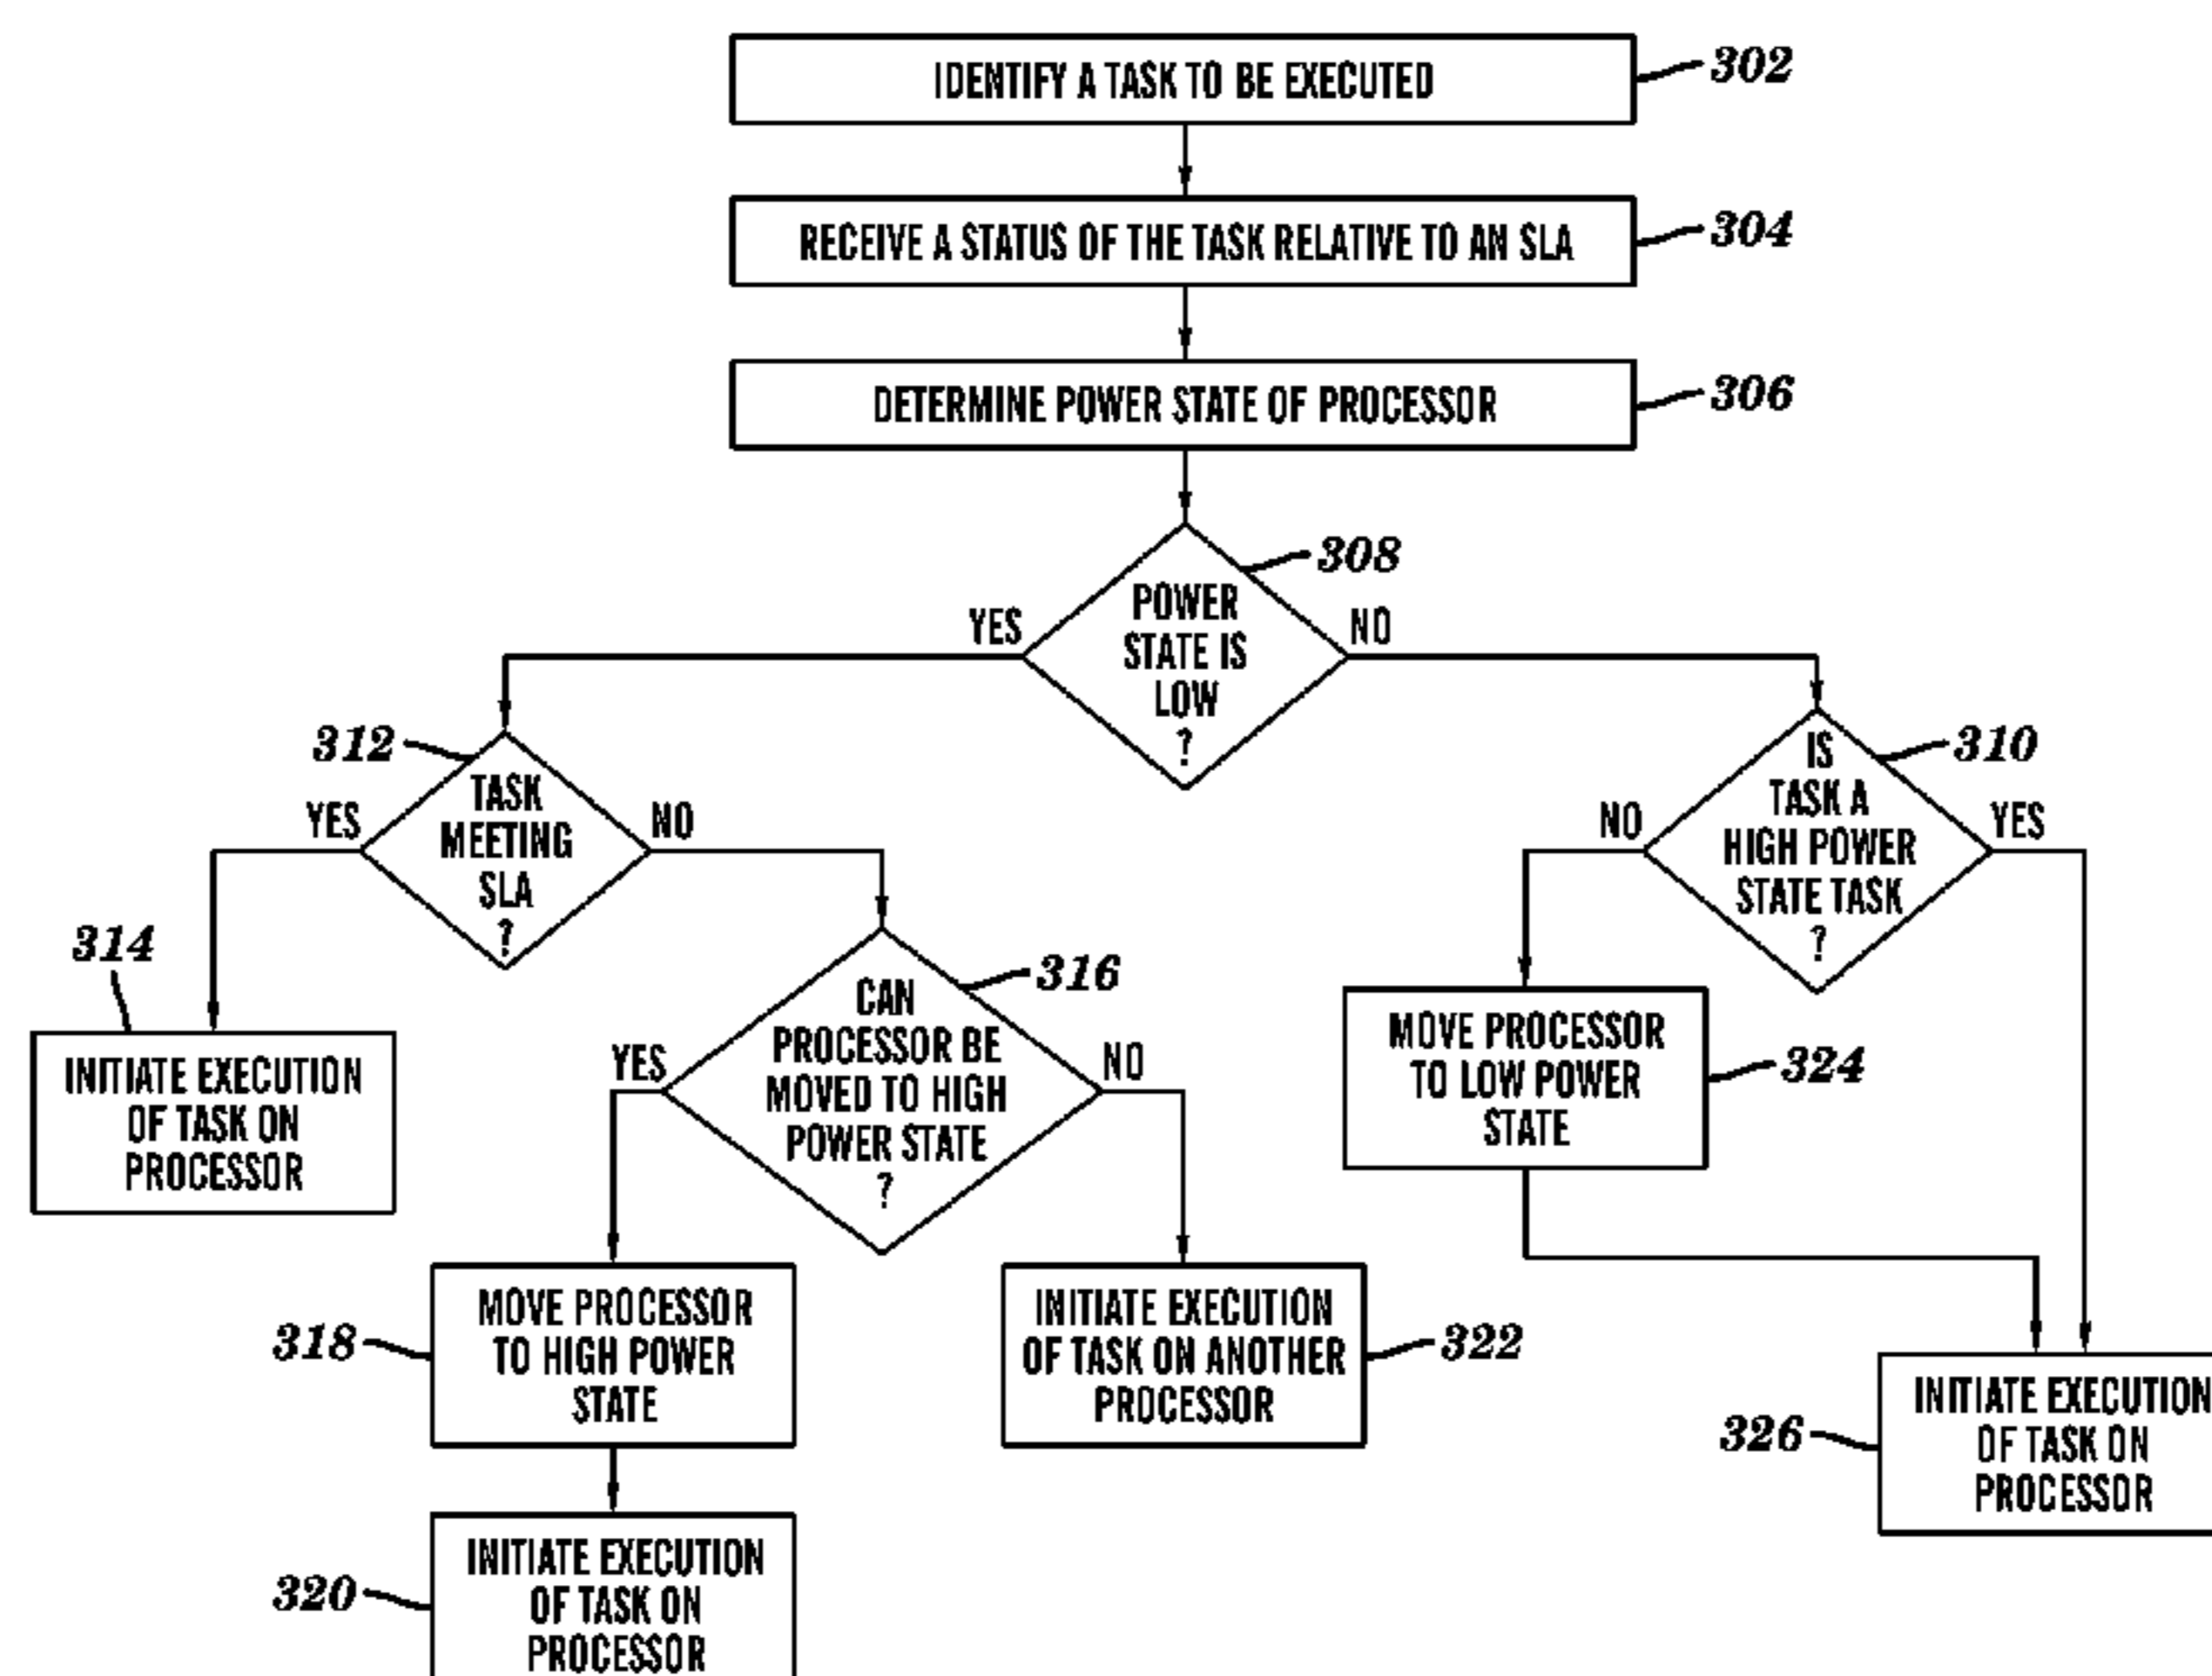 IDENTIFY A TASK TO BE EXECUTED
302
RECEIVE A STATUS OF THE TASK RELATIVE TO AN SLA
304
DETERMINE POWER STATE OF PROCESSOR
306
308
POWER
STATE IS
LOW
?
YES
NO
312
TASK
MEETING
SLA
?
YES
NO
310
IS
TASK A
HIGH POWER
STATE TASK
?
NO
YES
314
INITIATE EXECUTION
OF TASK ON
PROCESSOR
316
CAN
PROCESSOR BE
MOVED TO HIGH
POWER STATE
?
YES
NO
MOVE PROCESSOR
TO LOW POWER
STATE
324
318
MOVE PROCESSOR
TO HIGH POWER
STATE
INITIATE EXECUTION
OF TASK ON ANOTHER
PROCESSOR
322
326
INITIATE EXECUTION
OF TASK ON
PROCESSOR
320
INITIATE EXECUTION
OF TASK ON
PROCESSOR